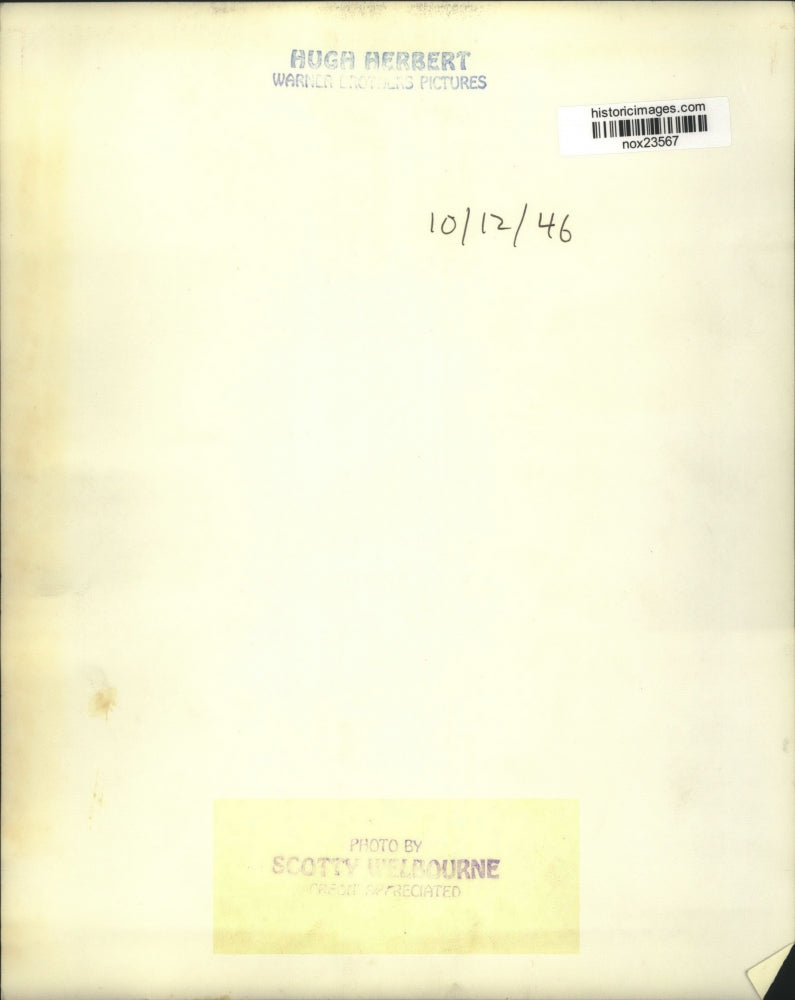 HUGH HERBERT
WARNER BROTHERS PICTURES
historicimages.com
nox23567
10/12/46
PHOTO BY
SCOTTY WELBOURNE
CREDIT APPRECIATED